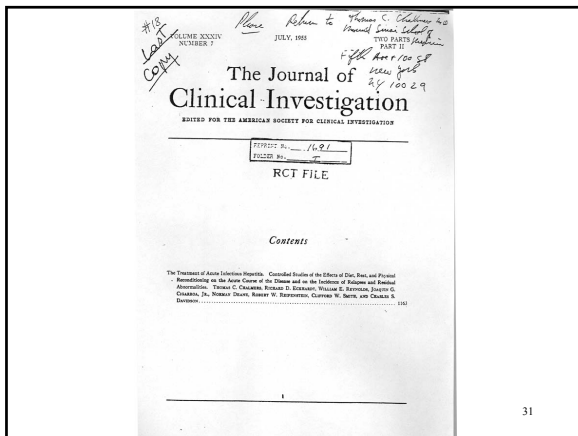 #18
Last
Copy
Please Return to Thomas C. Chalmers M.D.
Mount Sinai School of
Medicine
Fifth Ave + 100 St
New York
NY 10029
VOLUME XXXIV
NUMBER 7
JULY, 1955
TWO PARTS
PART II
The Journal of
Clinical Investigation
EDITED FOR THE AMERICAN SOCIETY FOR CLINICAL INVESTIGATION
REPRINT No. 1691
FOLDER No. I
RCT FILE
Contents
The Treatment of Acute Infectious Hepatitis. Controlled Studies of the Effects of Diet, Rest, and Physical
Reconditioning on the Acute Course of the Disease and on the Incidence of Relapses and Residual
Abnormalities. Thomas C. Chalmers, Richard D. Eckhardt, William E. Reynolds, Joaquin G.
Cigarroa, Jr., Norman Deane, Robert W. Reifenstein, Clifford W. Smith, and Charles S.
Davidson. 1163
31